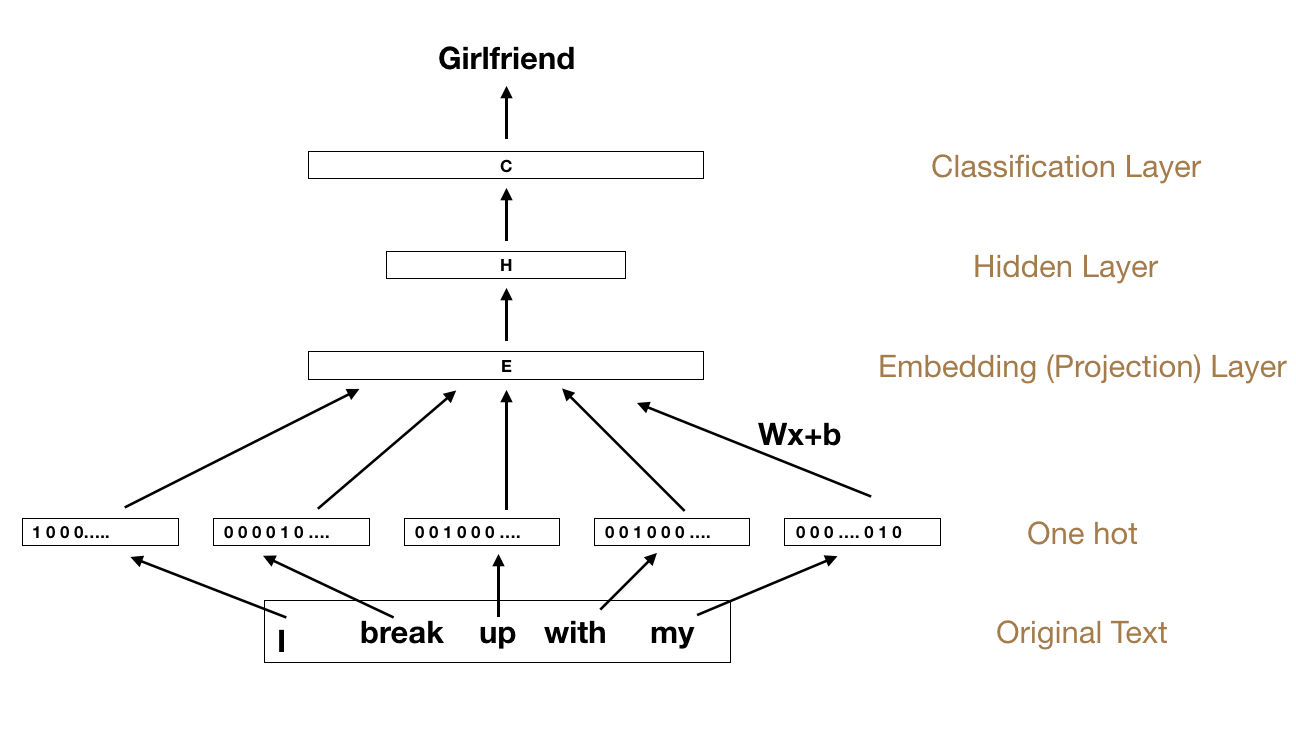 Girlfriend
C
Classification Layer
H
Hidden Layer
E
Embedding (Projection) Layer
Wx+b
1 0 0 0.....
0 0 0 0 1 0 ....
0 0 1 0 0 0 ....
0 0 1 0 0 0 ....
0 0 0 .... 0 1 0
One hot
I break up with my
Original Text